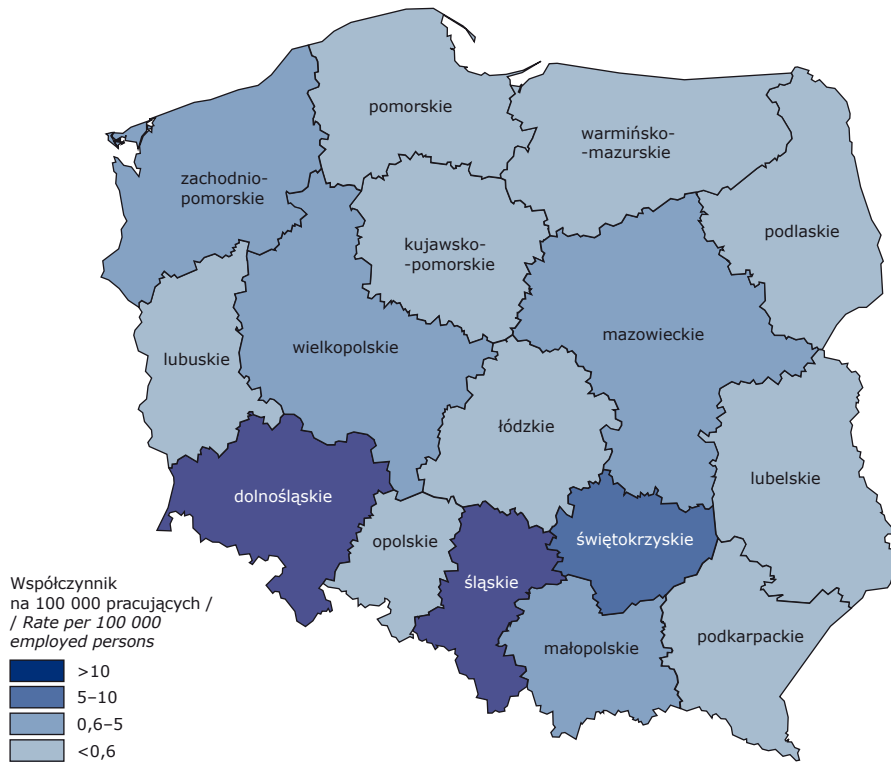 pomorskie
warmińsko-
-mazurskie
zachodnio-
pomorskie
podlaskie
kujawsko-
-pomorskie
mazowieckie
wielkopolskie
lubuskie
łódzkie
lubelskie
dolnośląskie
opolskie
świętokrzyskie
śląskie
podkarpackie
małopolskie
Współczynnik
na 100 000 pracujących /
/ Rate per 100 000
employed persons
>10
5–10
0,6–5
<0,6